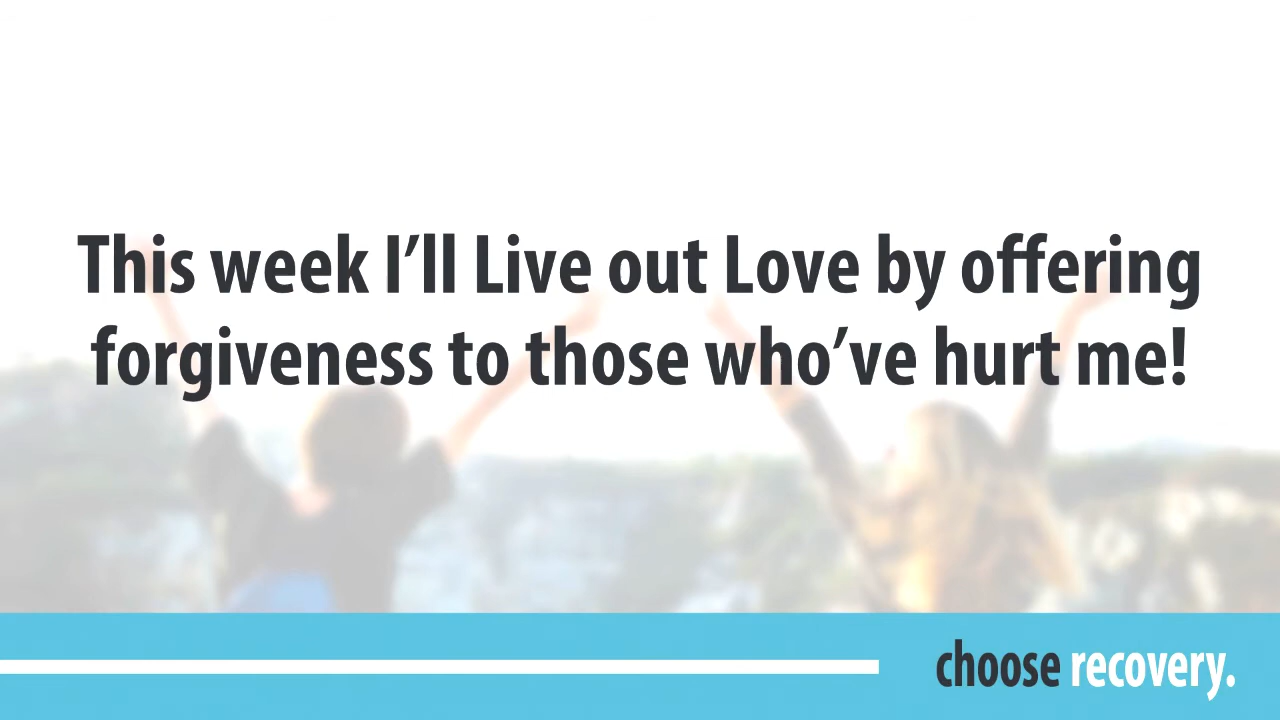 This week I’ll Live out Love by offering
forgiveness to those who’ve hurt me!
choose recovery.